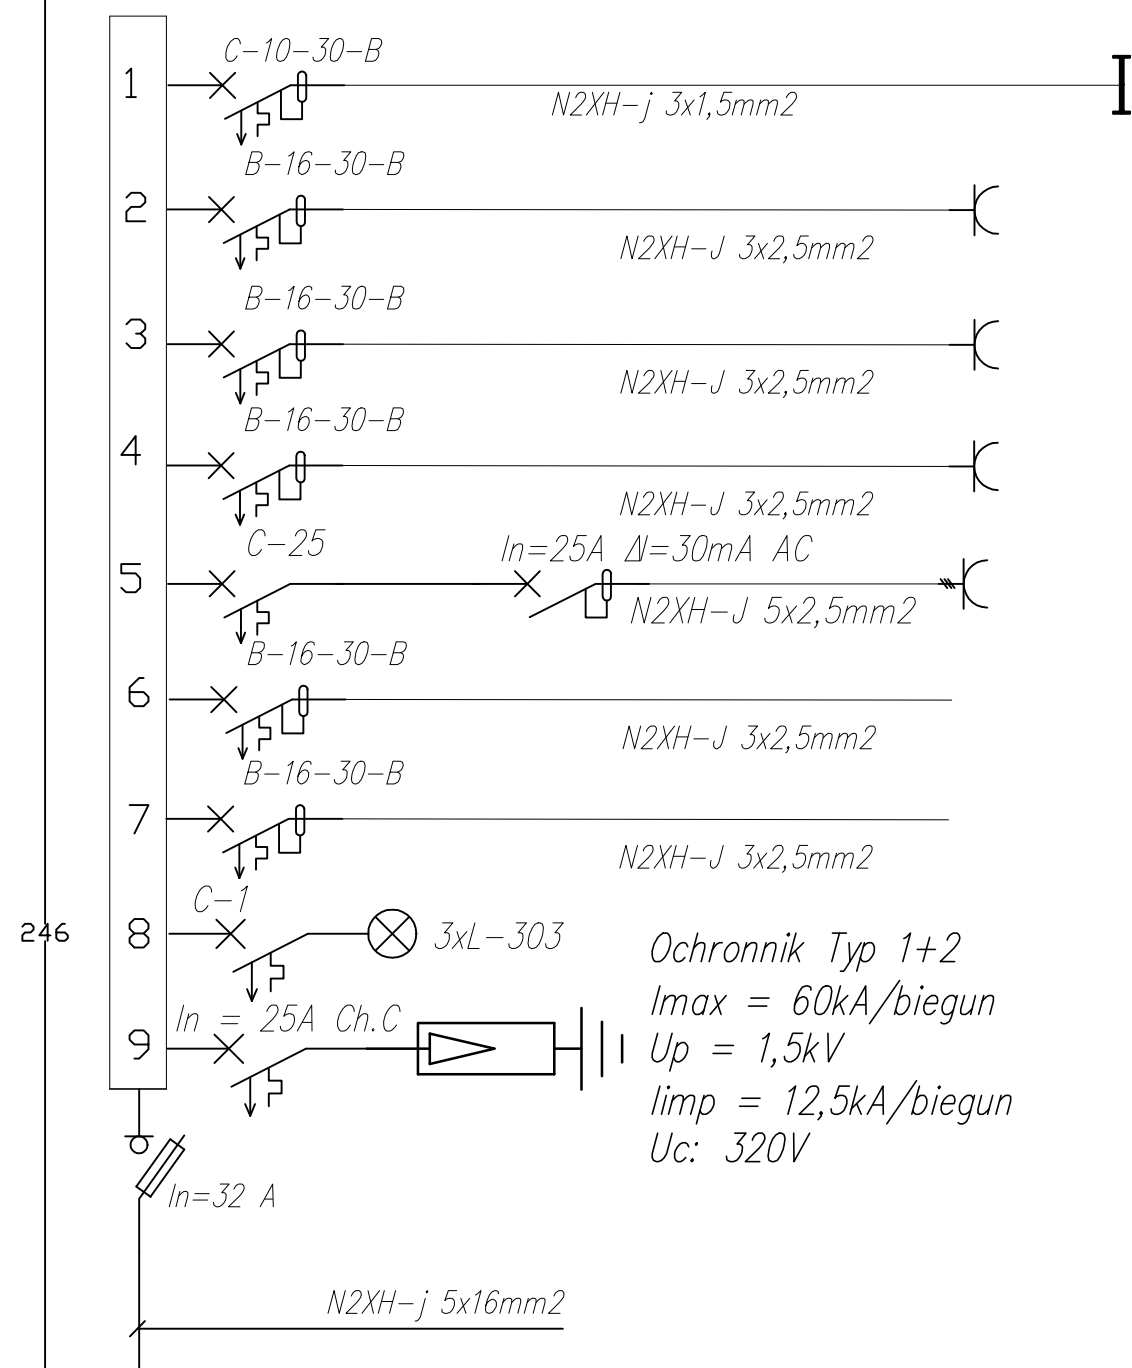 C-10-30-B
1
N2XH-j 3x1,5mm2
B-16-30-B
2
N2XH-J 3x2,5mm2
B-16-30-B
3
N2XH-J 3x2,5mm2
B-16-30-B
4
N2XH-J 3x2,5mm2
C-25
In=25A ΔI=30mA AC
5
N2XH-J 5x2,5mm2
B-16-30-B
6
N2XH-J 3x2,5mm2
B-16-30-B
7
N2XH-J 3x2,5mm2
C-1
246
8
3xL-303
In = 25A Ch.C
9
Ochronnik Typ 1+2
Imax = 60kA/biegun
Up = 1,5kV
Iimp = 12,5kA/biegun
Uc: 320V
In=32 A
N2XH-j 5x16mm2